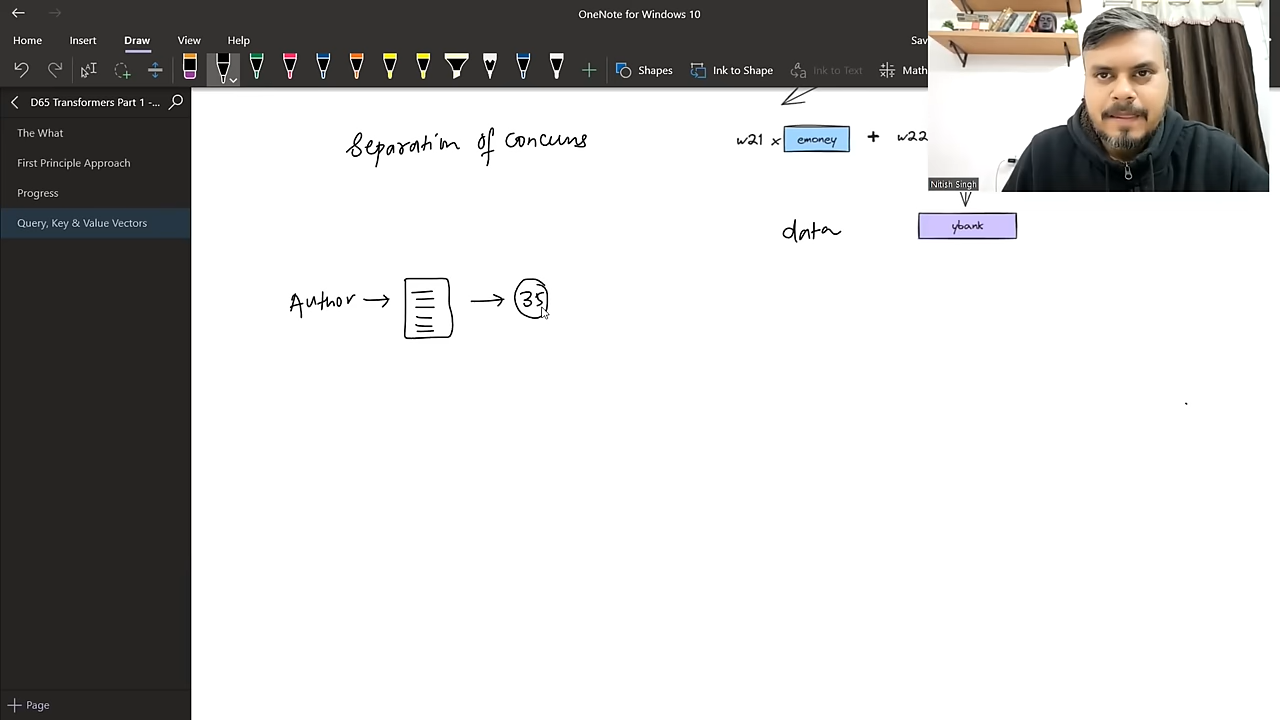 OneNote for Windows 10
Home Insert Draw View Help Sav
Shapes Ink to Shape Ink to Text Math
D65 Transformers Part 1 -...
The What
First Principle Approach
Progress
Query, Key & Value Vectors
Separation of concerns
w21 x emoney + w22
Nitish Singh
data ybank
Author → → 35
+ Page